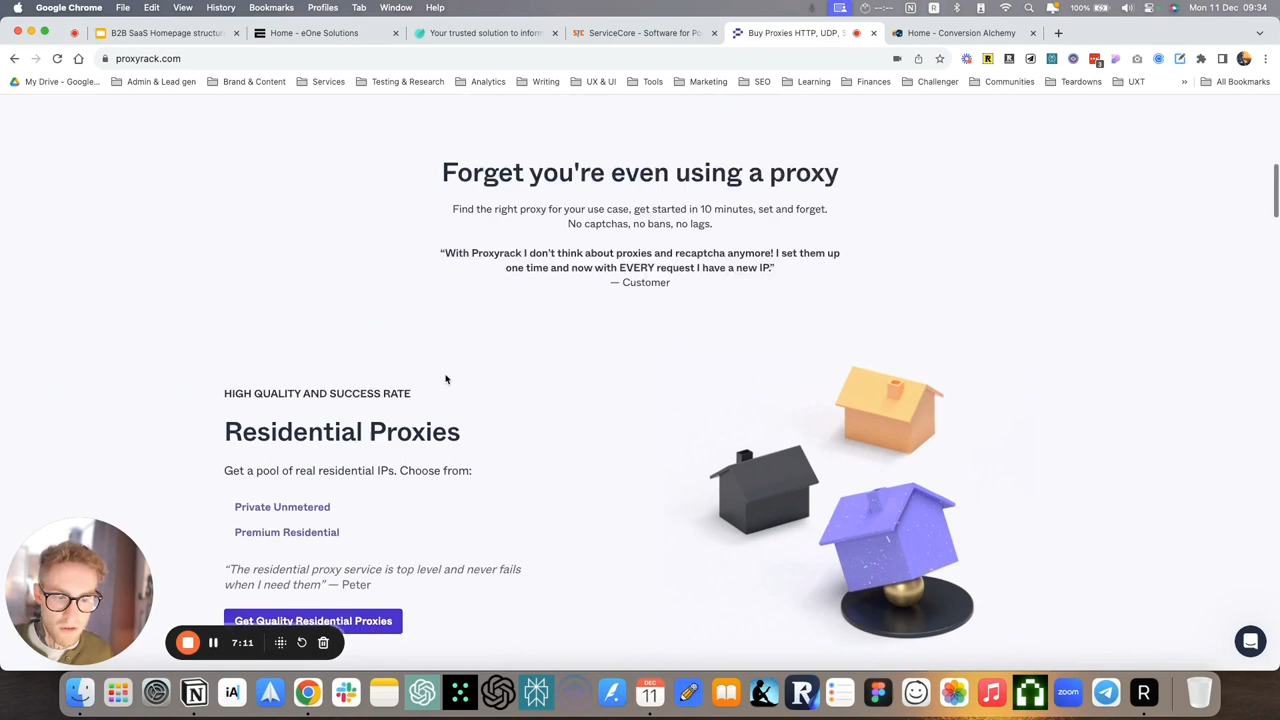 Google Chrome File Edit View History Bookmarks Profiles Tab Window Help
100% Mon 11 Dec 09:34
B2B SaaS Homepage structur
Home - eOne Solutions
Your trusted solution to inform
ServiceCore - Software for Po
Buy Proxies HTTP, UDP, S
Home - Conversion Alchemy
proxyrack.com
My Drive - Googl...
Admin & Lead gen
Brand & Content
Services
Testing & Research
Analytics
Writing
UX & UI
Tools
Marketing
SEO
Learning
Finances
Challenger
Communities
Teardowns
UXT
»
All Bookmarks
Forget you're even using a proxy
Find the right proxy for your use case, get started in 10 minutes, set and forget.
No captchas, no bans, no lags.
“With Proxyrack I don’t think about proxies and recaptcha anymore! I set them up
one time and now with EVERY request I have a new IP.”
— Customer
HIGH QUALITY AND SUCCESS RATE
Residential Proxies
Get a pool of real residential IPs. Choose from:
Private Unmetered
Premium Residential
“The residential proxy service is top level and never fails
when I need them” — Peter
Get Quality Residential Proxies
7:11
iA
DEC
11
zoom
R